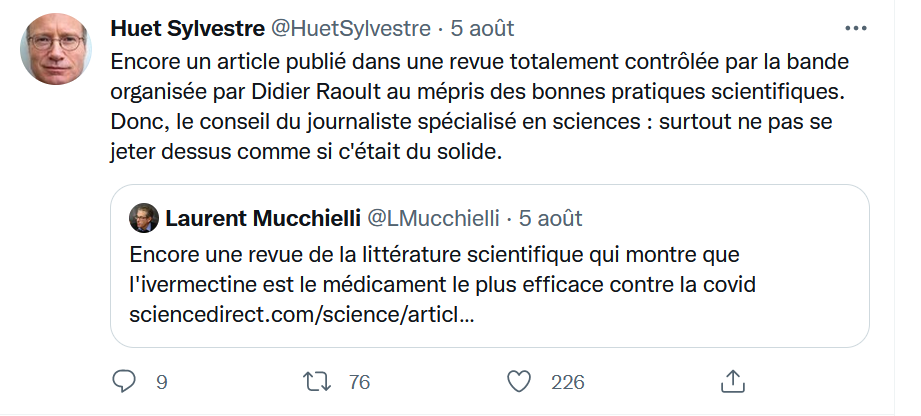 Huet Sylvestre @HuetSylvestre · 5 août
Encore un article publié dans une revue totalement contrôlée par la bande
organisée par Didier Raoult au mépris des bonnes pratiques scientifiques.
Donc, le conseil du journaliste spécialisé en sciences : surtout ne pas se
jeter dessus comme si c'était du solide.
Laurent Mucchielli @LMucchielli · 5 août
Encore une revue de la littérature scientifique qui montre que
l'ivermectine est le médicament le plus efficace contre la covid
sciencedirect.com/science/articl...
9 76 226